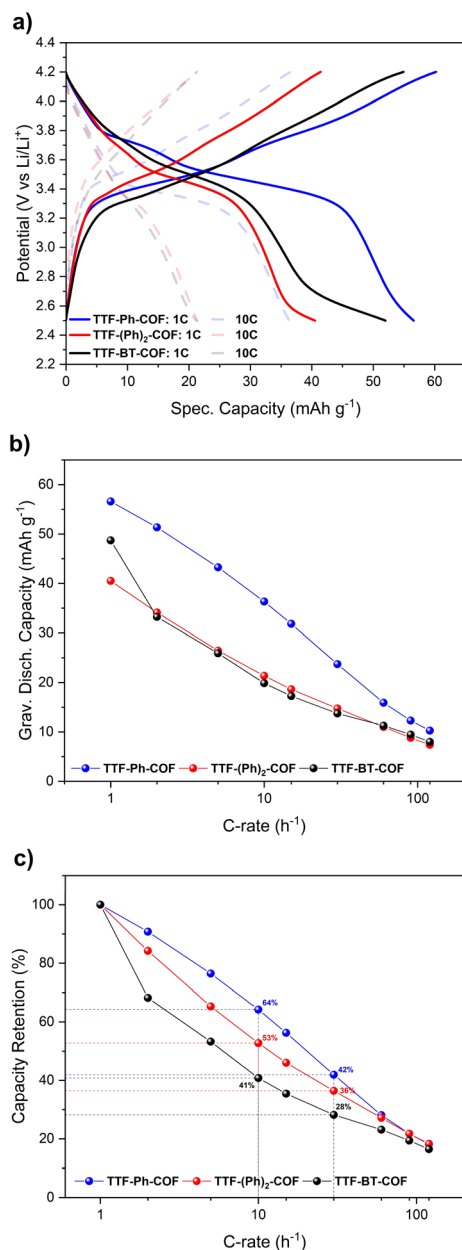 a)
4.4
4.2
4.0
3.8
3.6
3.4
3.2
3.0
2.8
2.6
2.4
2.2
Potential (V vs Li/Li⁺)
TTF-Ph-COF: 1C 10C
TTF-(Ph)₂-COF: 1C 10C
TTF-BT-COF: 1C 10C
0 10 20 30 40 50 60
Spec. Capacity (mAh g⁻¹)
b)
60
50
40
30
20
10
0
Grav. Disch. Capacity (mAh g⁻¹)
TTF-Ph-COF TTF-(Ph)₂-COF TTF-BT-COF
1 10 100
C-rate (h⁻¹)
c)
100
80
60
40
20
0
Capacity Retention (%)
64%
53%
41%
42%
36%
28%
TTF-Ph-COF TTF-(Ph)₂-COF TTF-BT-COF
1 10 100
C-rate (h⁻¹)